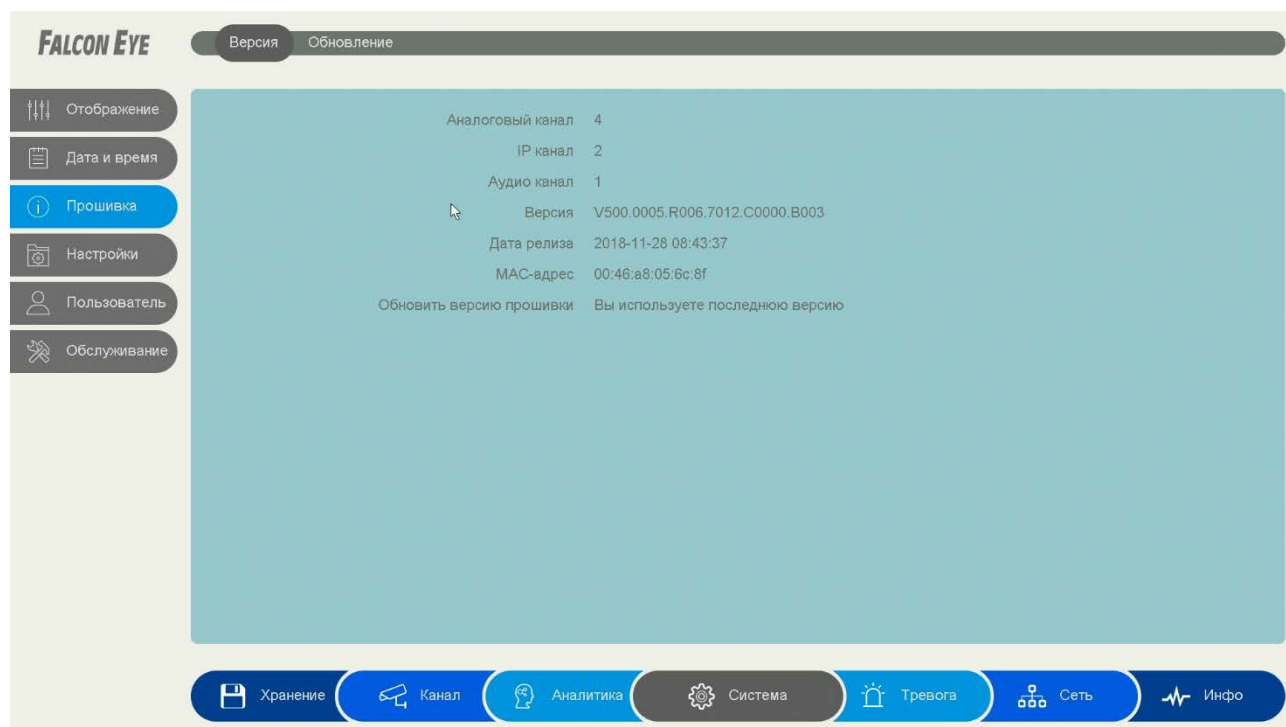 FALCON EYE
Версия Обновление
Отображение
Дата и время
Прошивка
Настройки
Пользователь
Обслуживание
Аналоговый канал 4
IP канал 2
Аудио канал 1
Версия V500.0005.R006.7012.C0000.B003
Дата релиза 2018-11-28 08:43:37
MAC-адрес 00:46:a8:05:6c:8f
Обновить версию прошивки Вы используете последнюю версию
Хранение Канал Аналитика Система Тревога Сеть Инфо